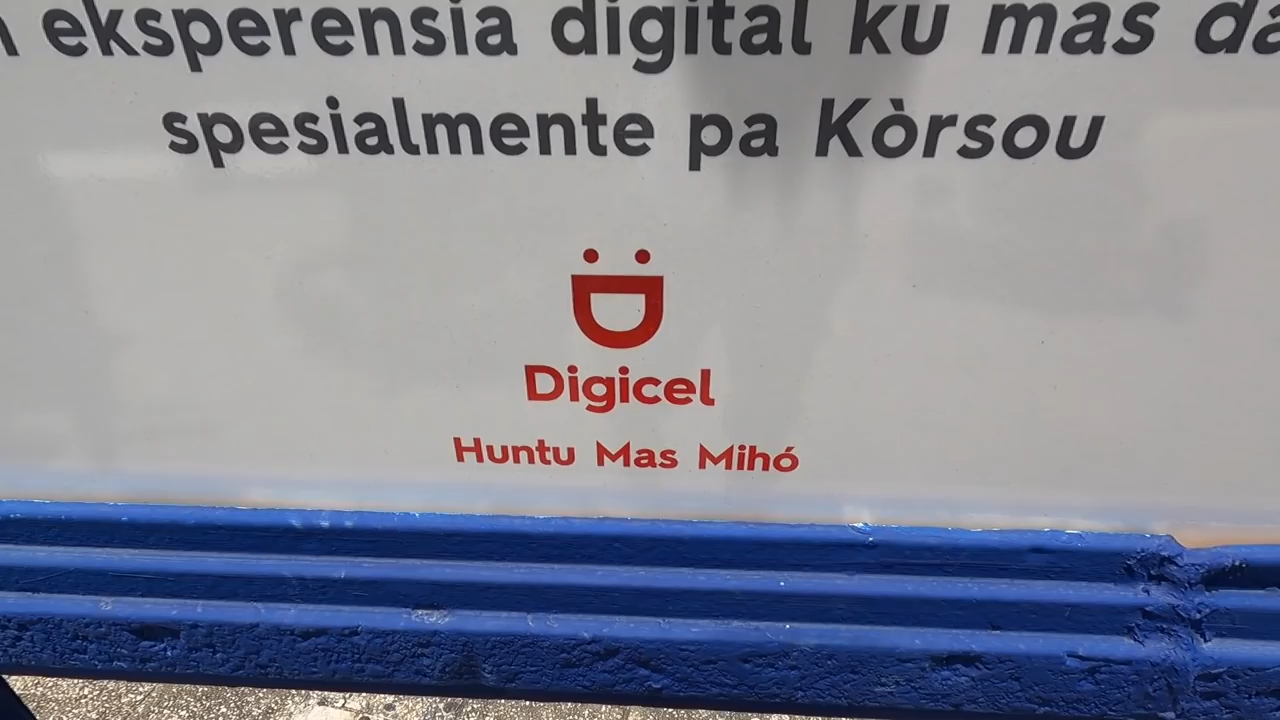 eksperensia digital ku mas
spesialmente pa Kòrsou
Digicel
Huntu Mas Mihó